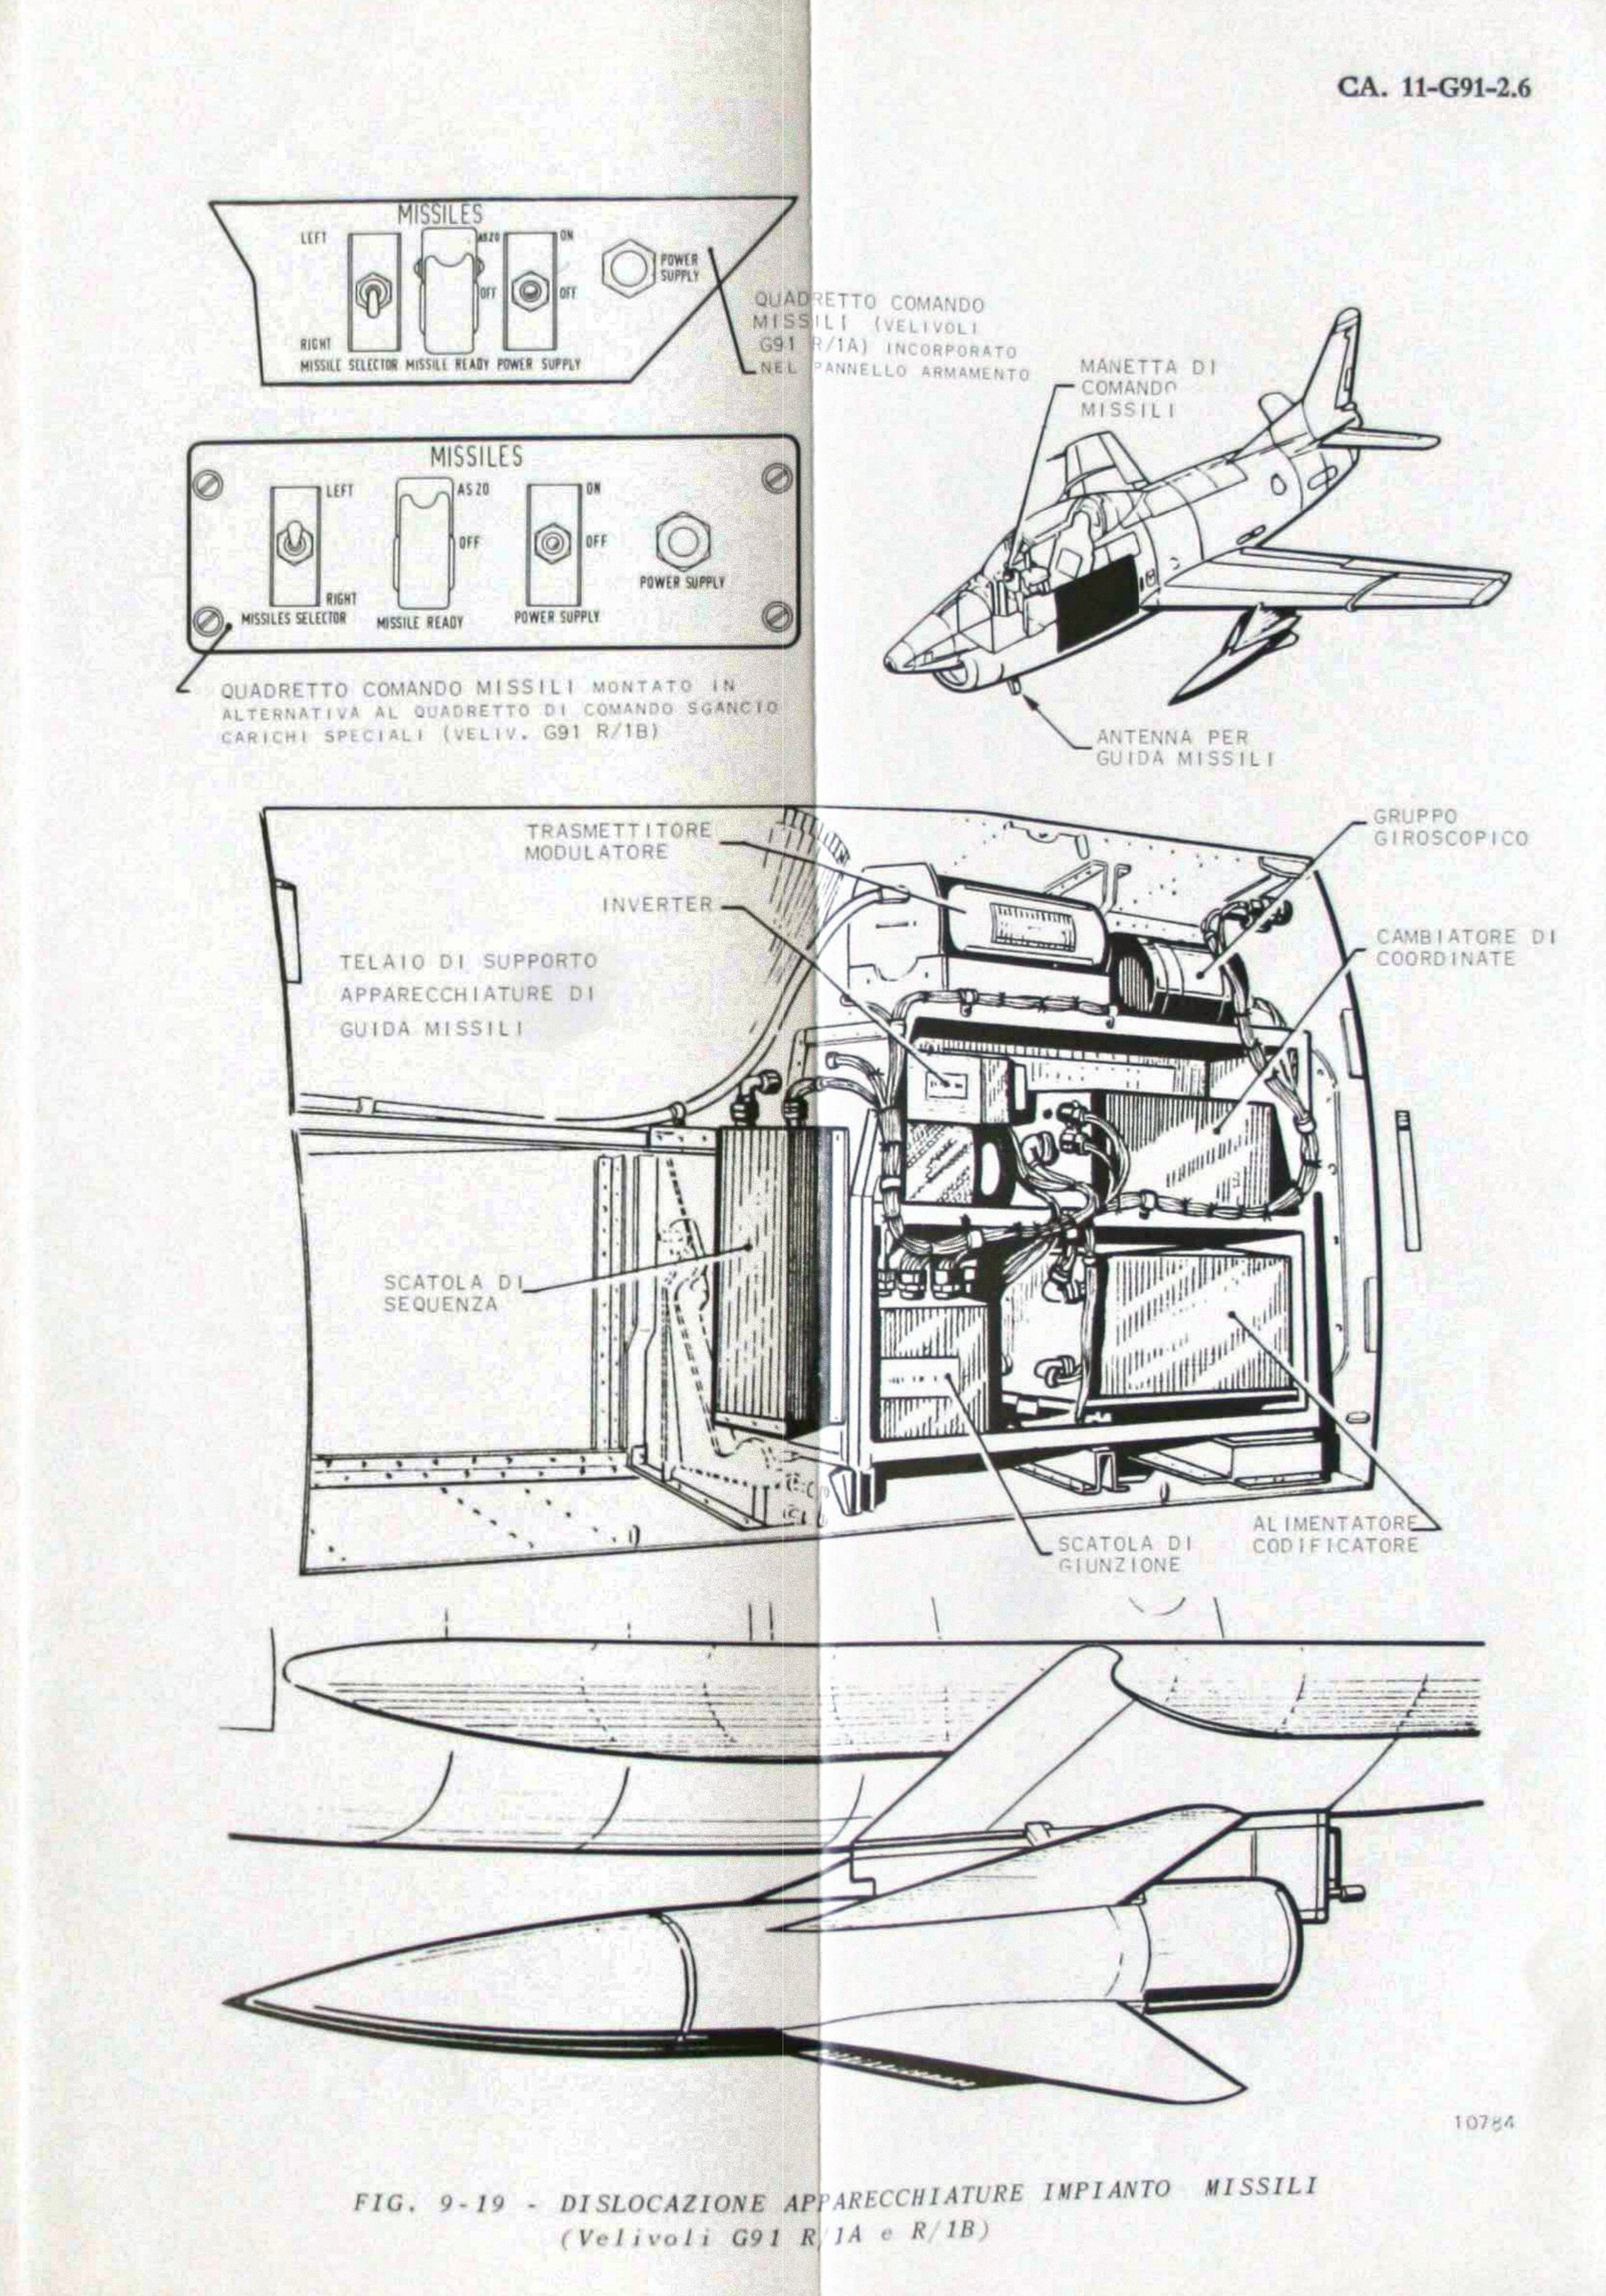 CA. 11-G91-2.6
MISSILES
LEFT
AS20
ON
POWER
SUPPLY
OFF
OFF
RIGHT
MISSILE SELECTOR MISSILE READY POWER SUPPLY
QUADRETTO COMANDO
MISSILI (VELIVOLI
G91 R/1A) INCORPORATO
NEL PANNELLO ARMAMENTO
MANETTA DI
COMANDO
MISSILI
MISSILES
LEFT
AS20
ON
OFF
OFF
POWER SUPPLY
RIGHT
MISSILES SELECTOR
MISSILE READY
POWER SUPPLY
QUADRETTO COMANDO MISSILI MONTATO IN
ALTERNATIVA AL QUADRETTO DI COMANDO SGANCIO
CARICHI SPECIALI (VELIV. G91 R/1B)
ANTENNA PER
GUIDA MISSILI
TRASMETTITORE
MODULATORE
GRUPPO
GIROSCOPICO
INVERTER
CAMBIATORE DI
COORDINATE
TELAIO DI SUPPORTO
APPARECCHIATURE DI
GUIDA MISSILI
SCATOLA DI
SEQUENZA
SCATOLA DI
GIUNZIONE
ALIMENTATORE
CODIFICATORE
10784
FIG. 9-19 - DISLOCAZIONE APPARECCHIATURE IMPIANTO MISSILI
(Velivoli G91 R/1A e R/1B)